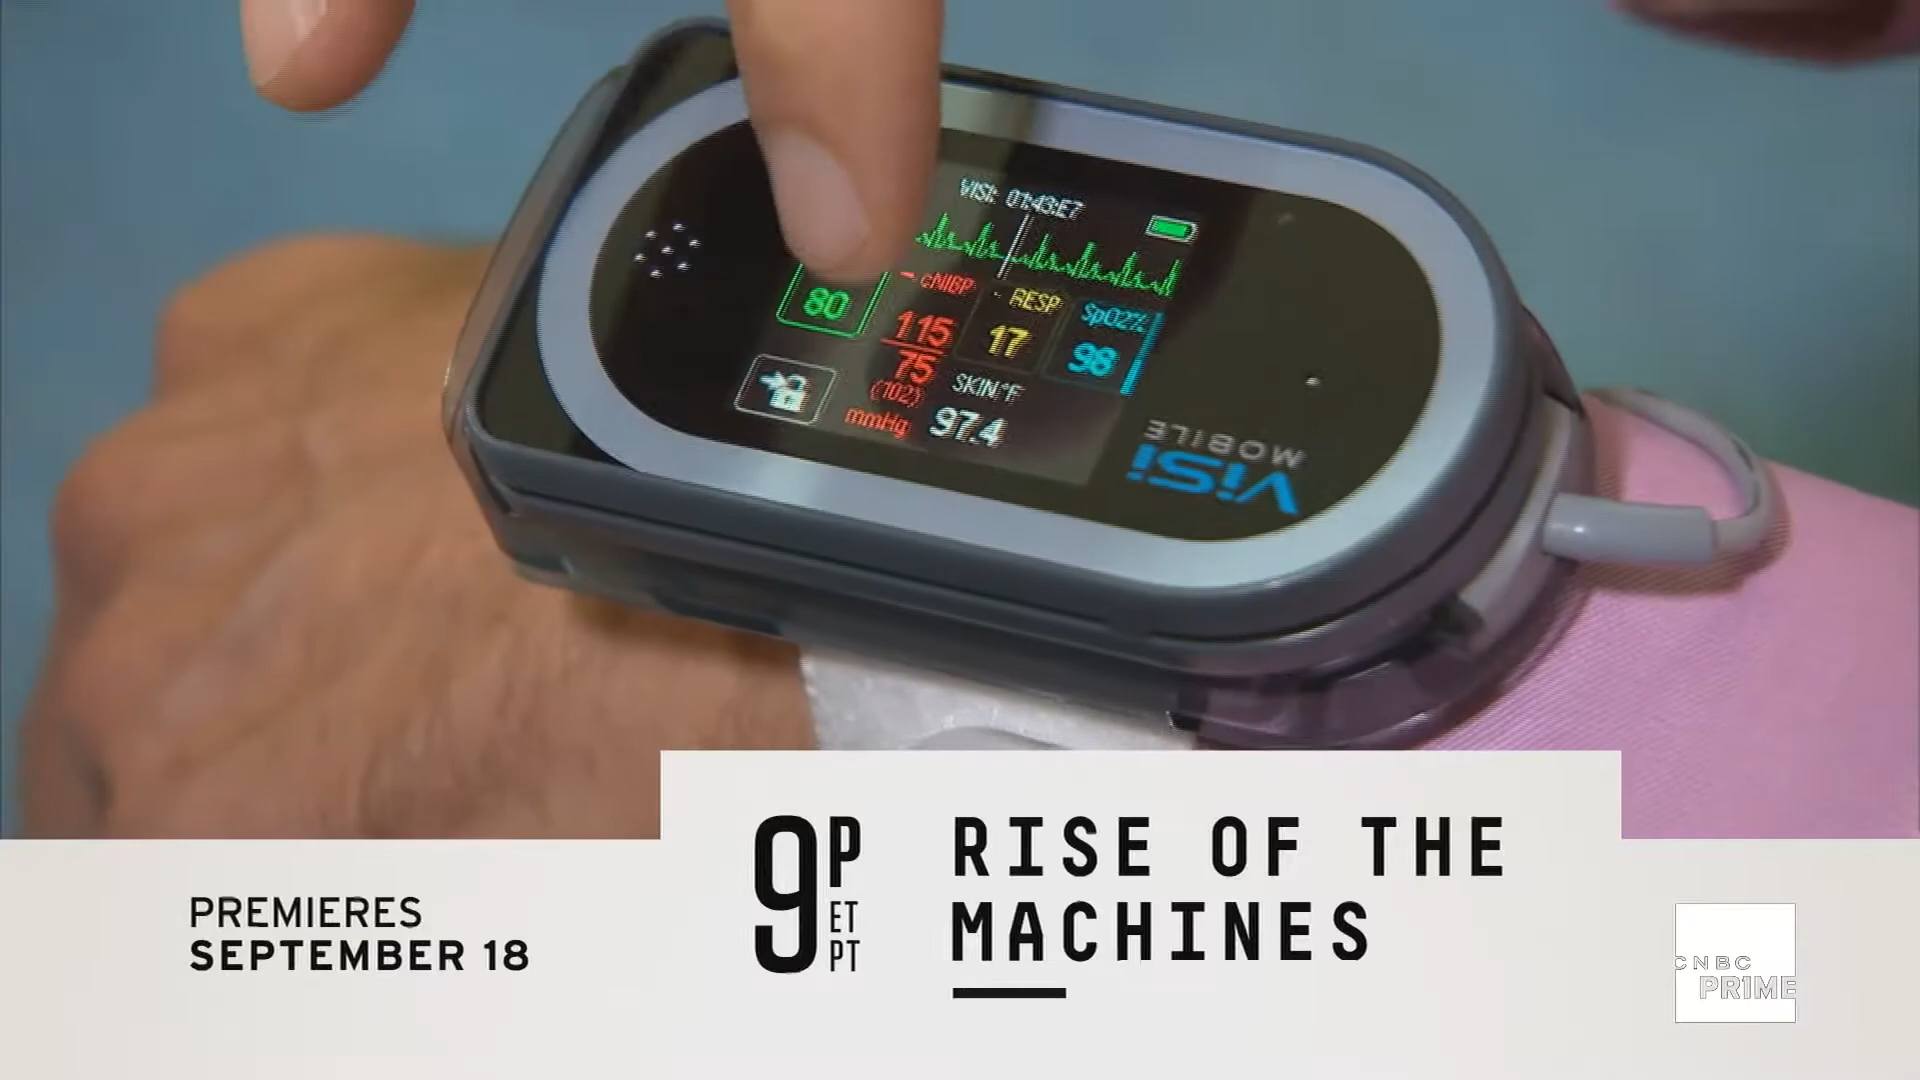 VISI: 01:43:E7
cNIBP
RESP
SpO2%
80
115
17
98
75
(102)
SKIN:°F
mmHg
97.4
ViSi
MOBILE
9P
ET
PT
RISE OF THE
MACHINES
PREMIERES
SEPTEMBER 18
CNBC
PRIME